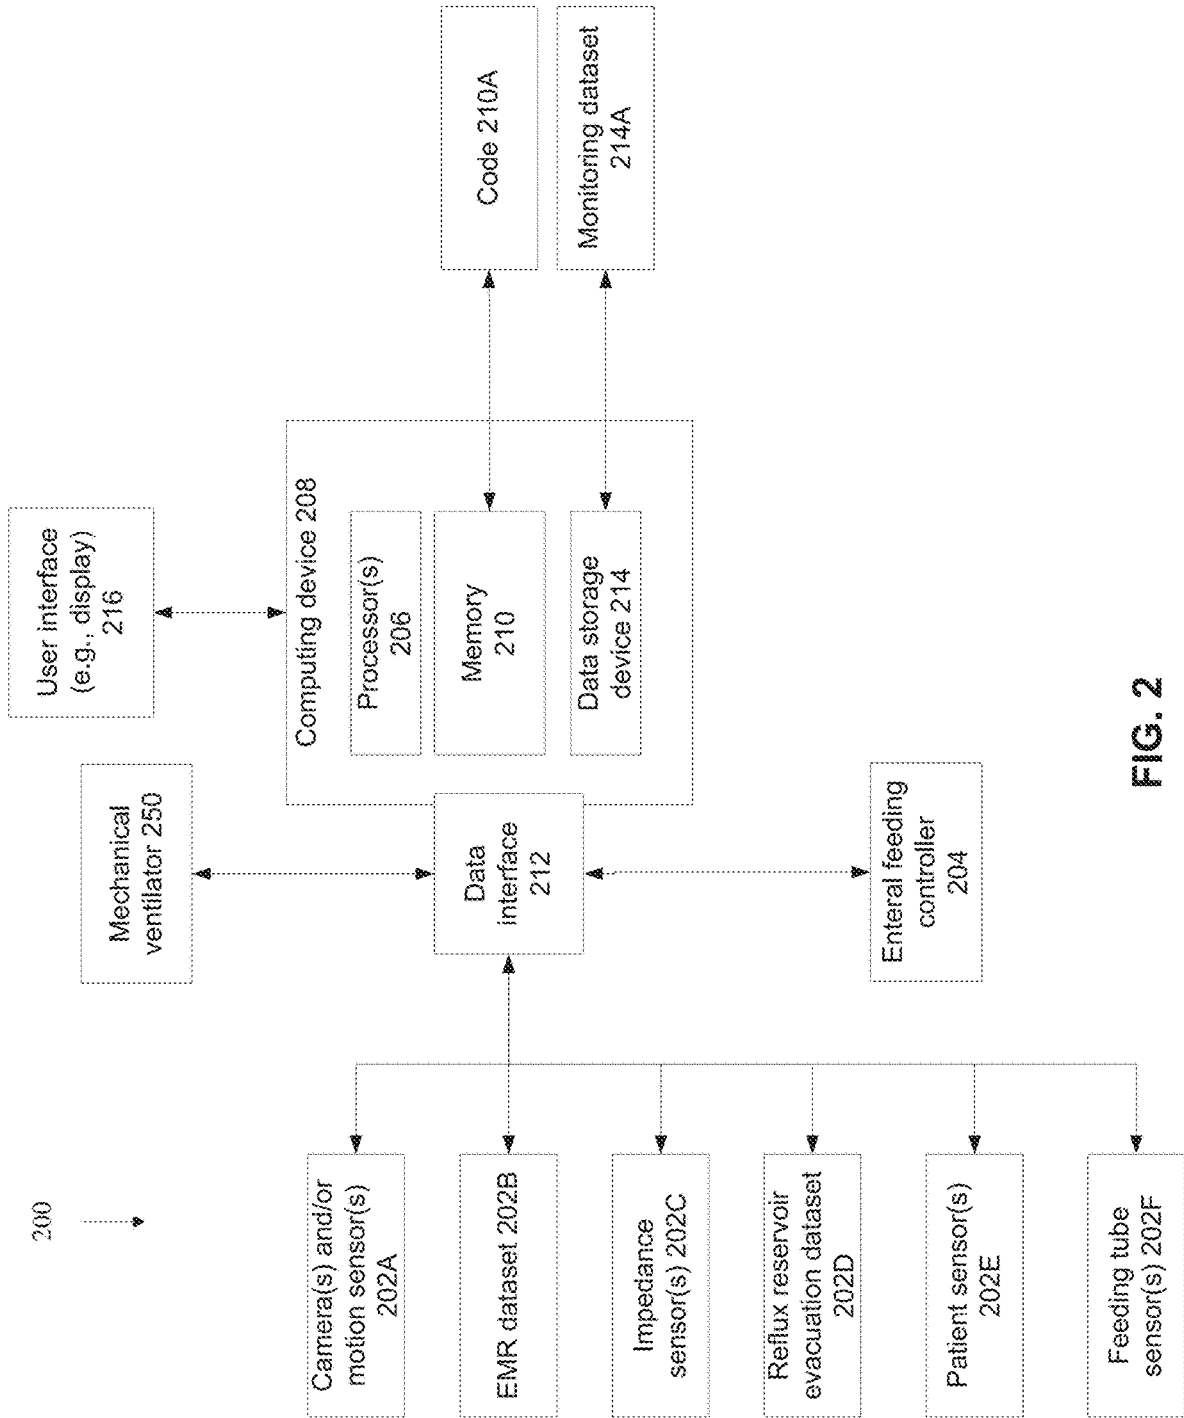 200
Camera(s) and/or
motion sensor(s)
202A
EMR dataset 202B
Impedance
sensor(s) 202C
Reflux reservoir
evacuation dataset
202D
Patient sensor(s)
202E
Feeding tube
sensor(s) 202F
Mechanical
ventilator 250
Data
interface
212
Enteral feeding
controller
204
User interface
(e.g., display)
216
Computing device 208
Processor(s)
206
Memory
210
Data storage
device 214
Code 210A
Monitoring dataset
214A
FIG. 2